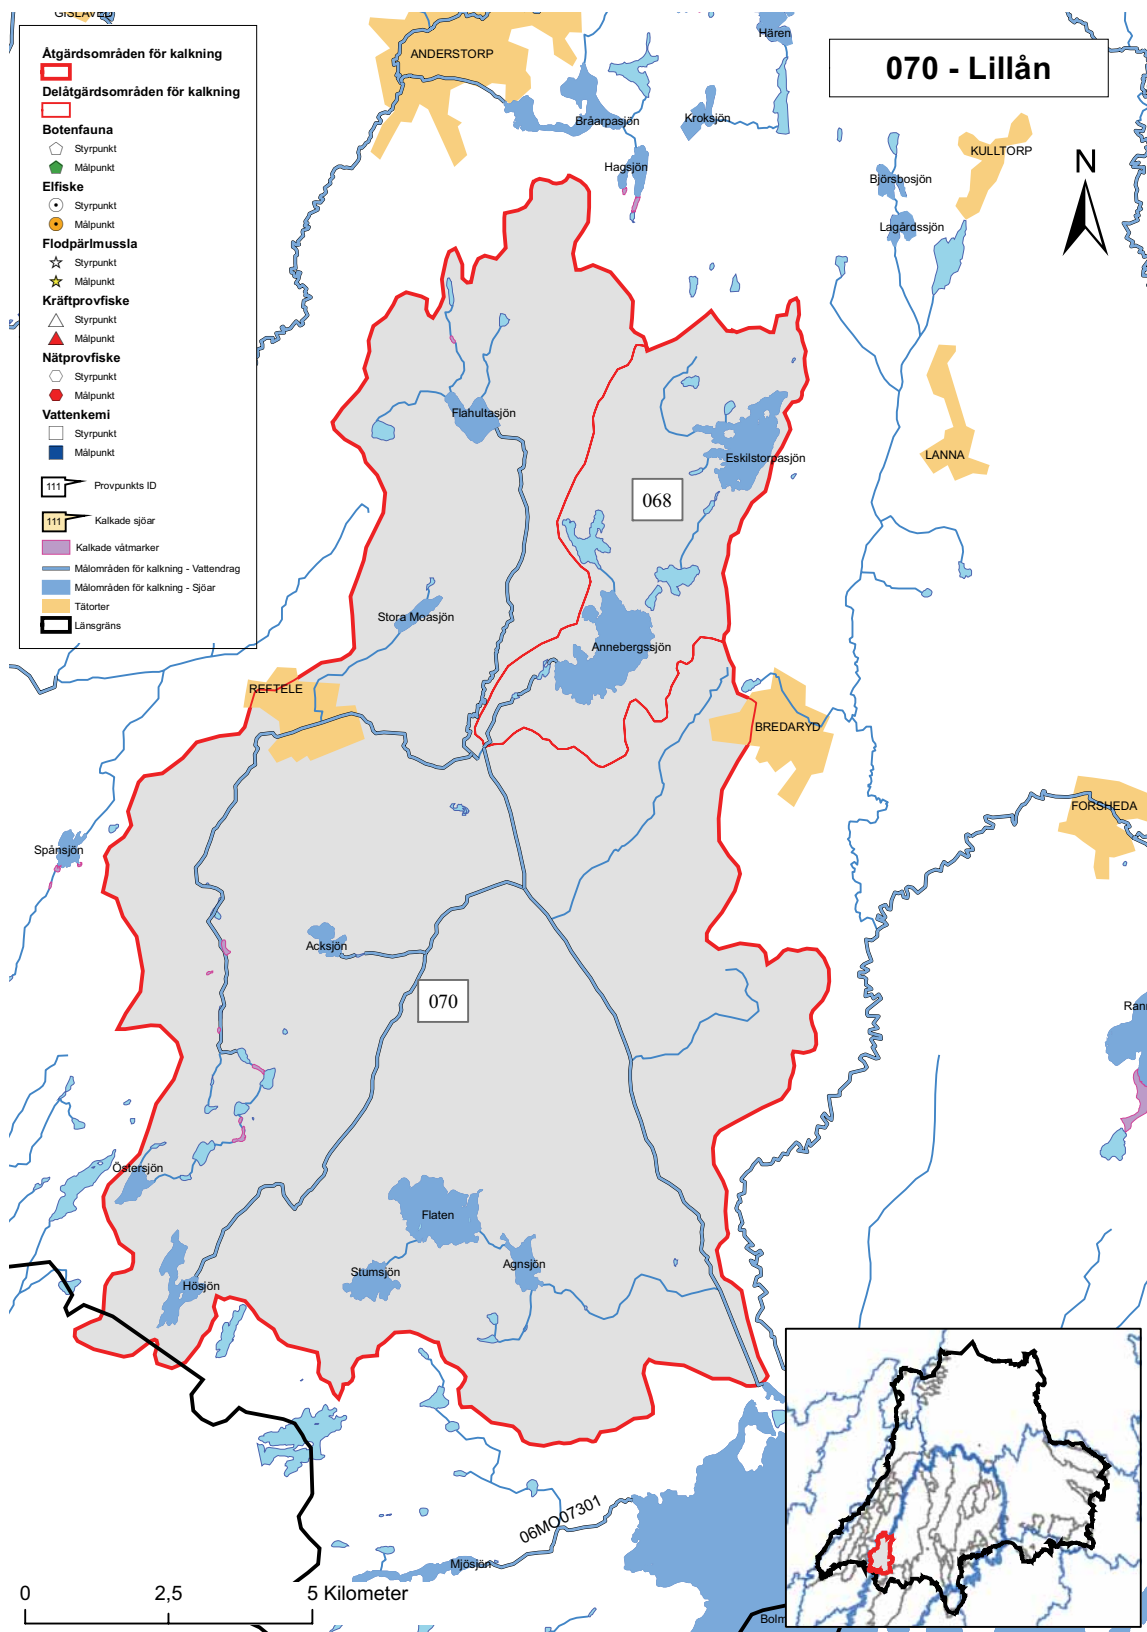 GISLAVED
ANDERSTORP
Hären
070 - Lillån
Åtgärdsområden för kalkning
Delåtgärdsområden för kalkning
Botenfauna
Styrpunkt
Målpunkt
Elfiske
Styrpunkt
Målpunkt
Flodpärlmussla
Styrpunkt
Målpunkt
Kräftprovfiske
Styrpunkt
Målpunkt
Nätprovfiske
Styrpunkt
Målpunkt
Vattenkemi
Styrpunkt
Målpunkt
111 Provpunkts ID
111 Kalkade sjöar
Kalkade våtmarker
Målområden för kalkning - Vattendrag
Målområden för kalkning - Sjöar
Tätorter
Länsgräns
Bråarpasjön
Kroksjön
Hagsjön
KULLTORP
Björsbosjön
Lagårdssjön
N
Flahultasjön
Eskilstorpasjön
LANNA
068
Stora Moasjön
Annebergssjön
REFTELE
BREDARYD
FORSHEDA
Spånsjön
Acksjön
070
Rann
Östersjön
Flaten
Agnsjön
Stumsjön
Hösjön
06MO07301
Mjösjön
Bolm
0 2,5 5 Kilometer